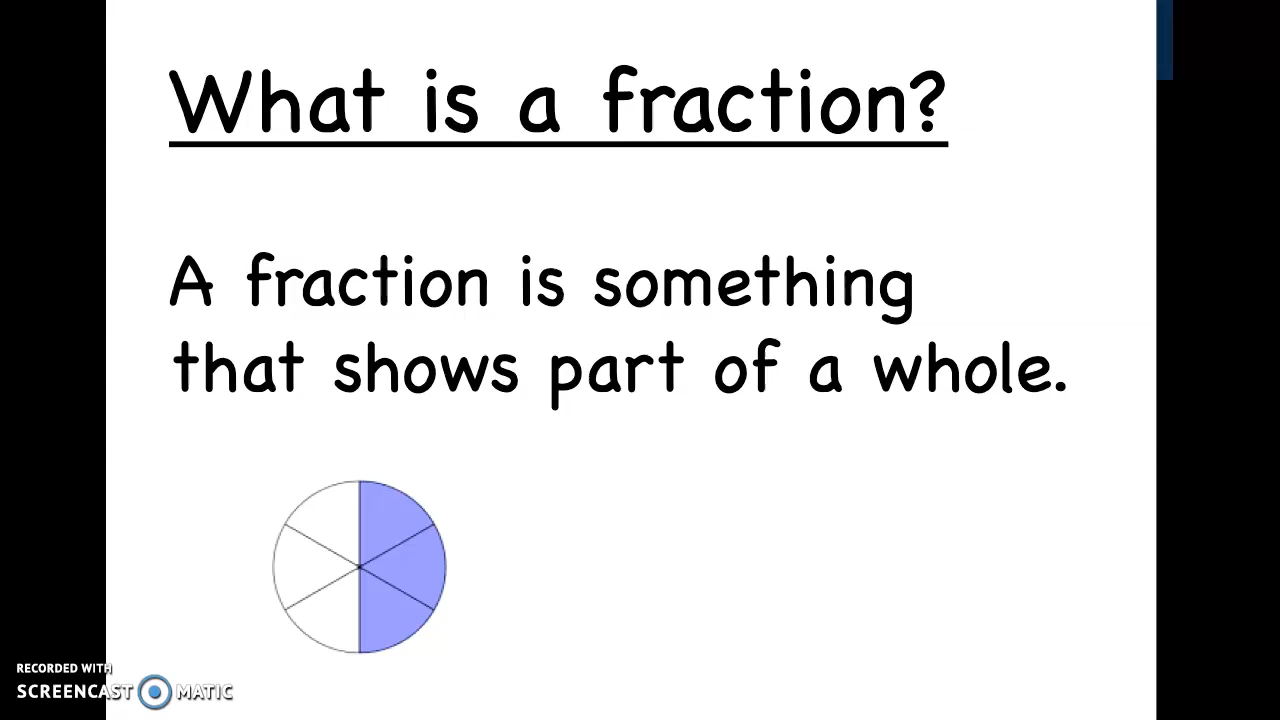 What is a fraction?
A fraction is something
that shows part of a whole.
RECORDED WITH
SCREENCAST MATIC